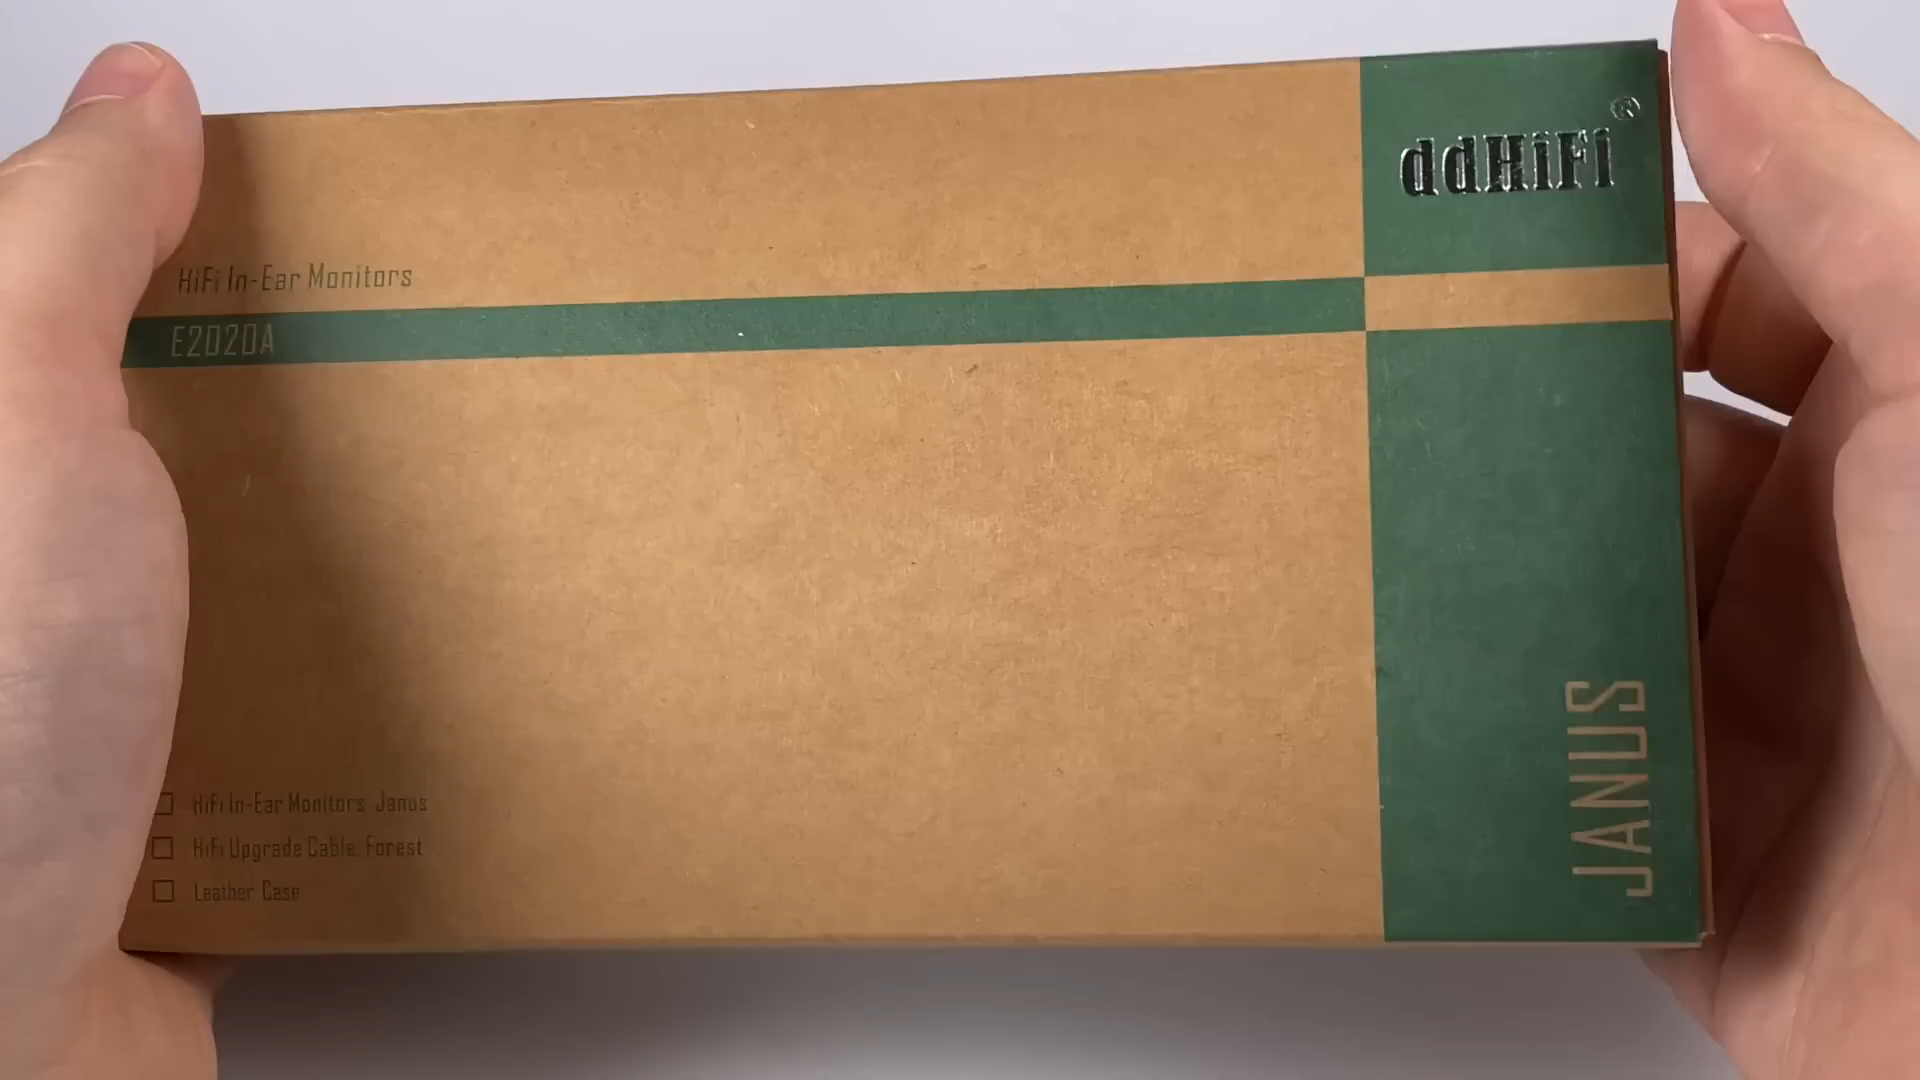 ddHiFi®
HiFi In-Ear Monitors
E2020A
HiFi In-Ear Monitors: Janus
HiFi Upgrade Cable: Forest
Leather Case
JANUS